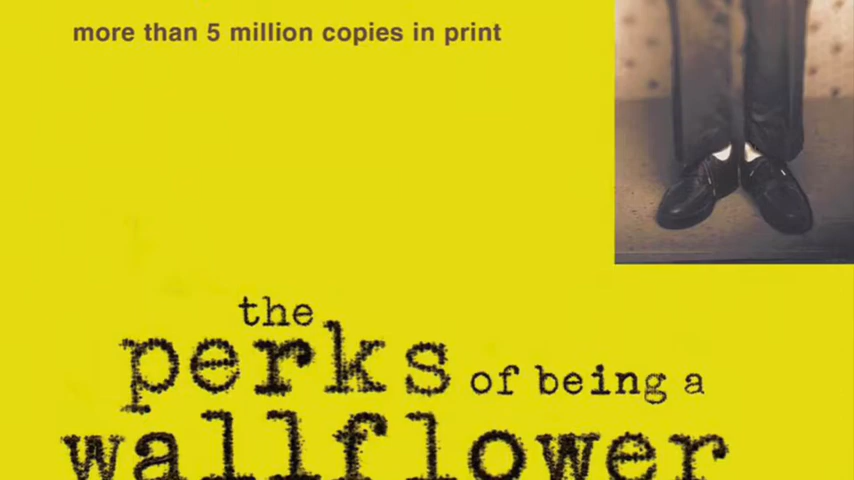 more than 5 million copies in print
the
perks of being a
wallflower